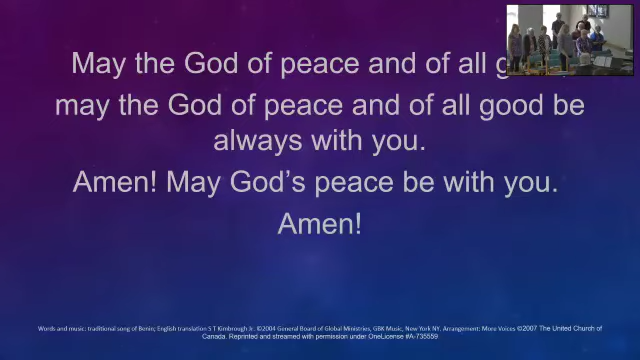 May the God of peace and of all
may the God of peace and of all good be
always with you.
Amen! May God's peace be with you.
Amen!
Words and music: traditional song of Benin; English translation S T Kimbrough Jr. ©2004 General Board of Global Ministries, GBK Music, New York NY. Arrangement: More Voices ©2007 The United Church of
Canada. Reprinted and streamed with permission under OneLicense #A-735559